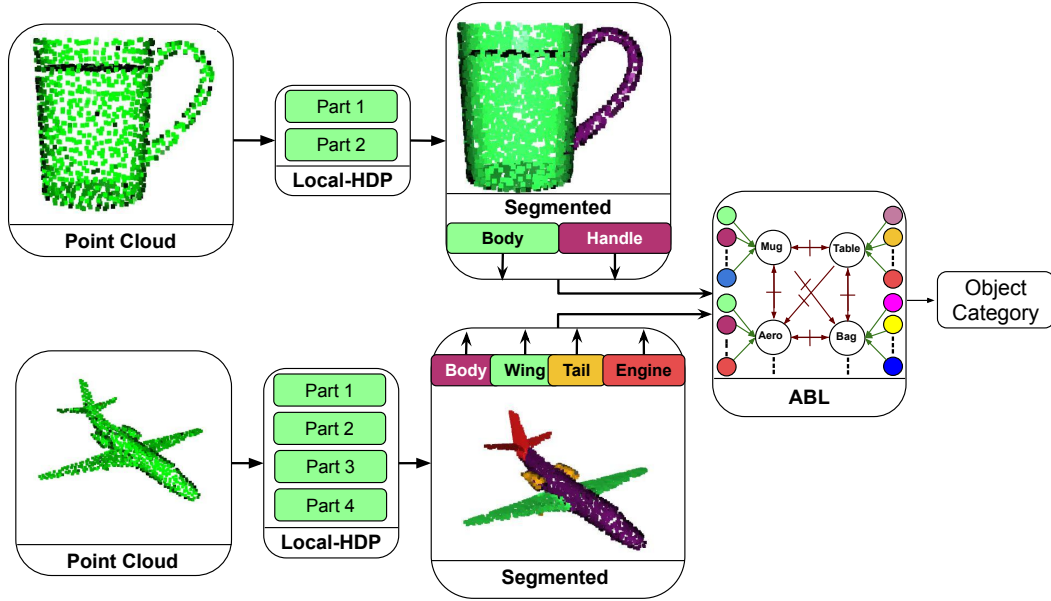 Part 1
Part 2
Local-HDP
Point Cloud
Segmented
Body
Handle
Mug
Table
Aero
Bag
ABL
Object
Category
Body
Wing
Tail
Engine
Part 1
Part 2
Part 3
Part 4
Local-HDP
Point Cloud
Segmented